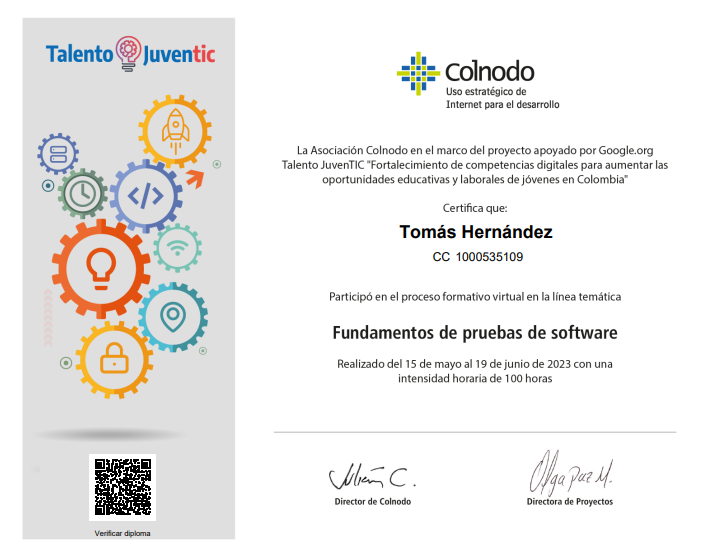 Talento Juventic
Colnodo
Uso estratégico de
Internet para el desarrollo
La Asociación Colnodo en el marco del proyecto apoyado por Google.org
Talento JuvenTIC "Fortalecimiento de competencias digitales para aumentar las
oportunidades educativas y laborales de jóvenes en Colombia"
Certifica que:
Tomás Hernández
CC 1000535109
Participó en el proceso formativo virtual en la línea temática
Fundamentos de pruebas de software
Realizado del 15 de mayo al 19 de junio de 2023 con una
intensidad horaria de 100 horas
Julián C.
Olga Paz M.
Director de Colnodo
Directora de Proyectos
Verificar diploma